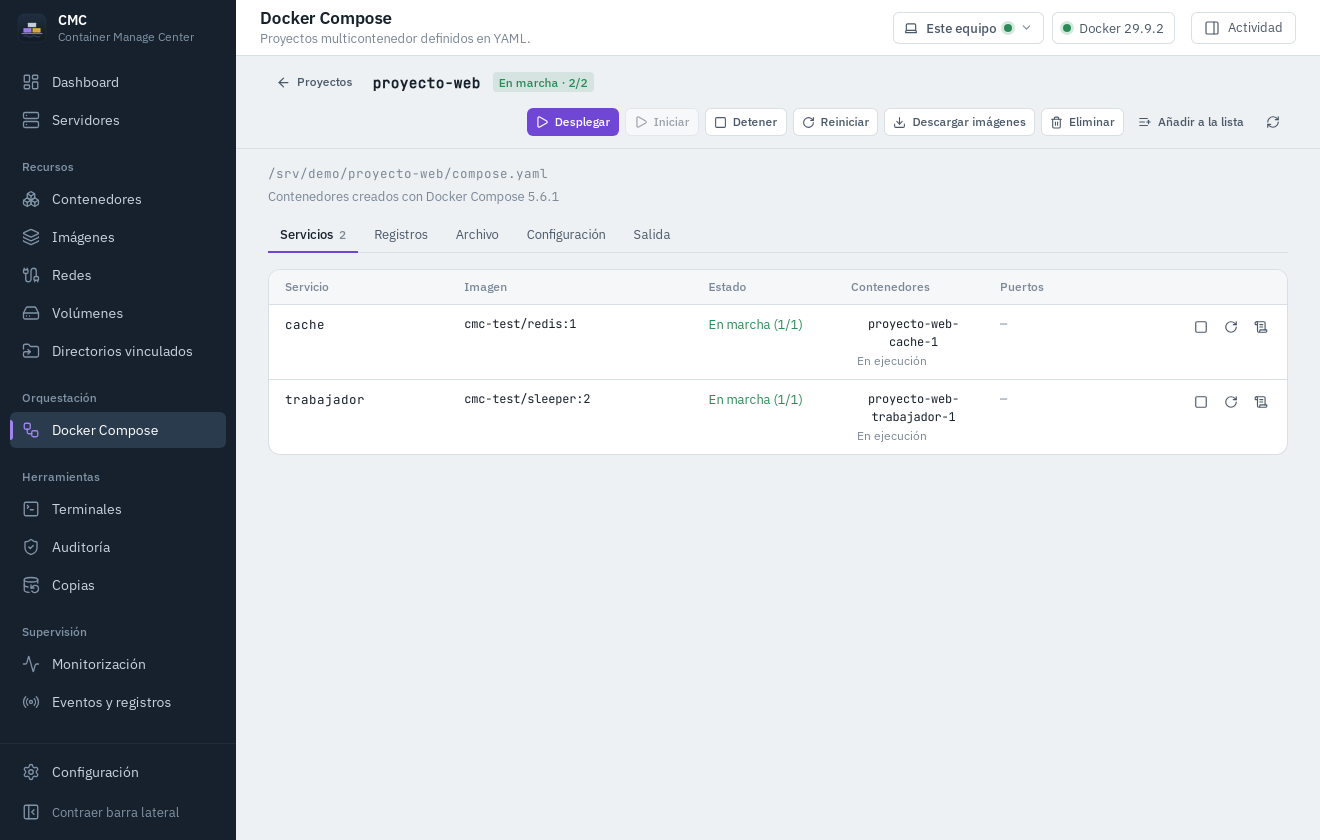 CMC
Container Manage Center
Dashboard
Servidores
Recursos
Contenedores
Imágenes
Redes
Volúmenes
Directorios vinculados
Orquestación
Docker Compose
Herramientas
Terminales
Auditoría
Copias
Supervisión
Monitorización
Eventos y registros
Configuración
Contraer barra lateral
Docker Compose
Proyectos multicontenedor definidos en YAML.
Este equipo
Docker 29.9.2
Actividad
Proyectos
proyecto-web
En marcha · 2/2
Desplegar
Iniciar
Detener
Reiniciar
Descargar imágenes
Eliminar
Añadir a la lista
/srv/demo/proyecto-web/compose.yaml
Contenedores creados con Docker Compose 5.6.1
Servicios 2
Registros
Archivo
Configuración
Salida
Servicio Imagen Estado Contenedores Puertos
cache cmc-test/redis:1 En marcha (1/1) proyecto-web-
cache-1
En ejecución
—
trabajador cmc-test/sleeper:2 En marcha (1/1) proyecto-web-
trabajador-1
En ejecución
—